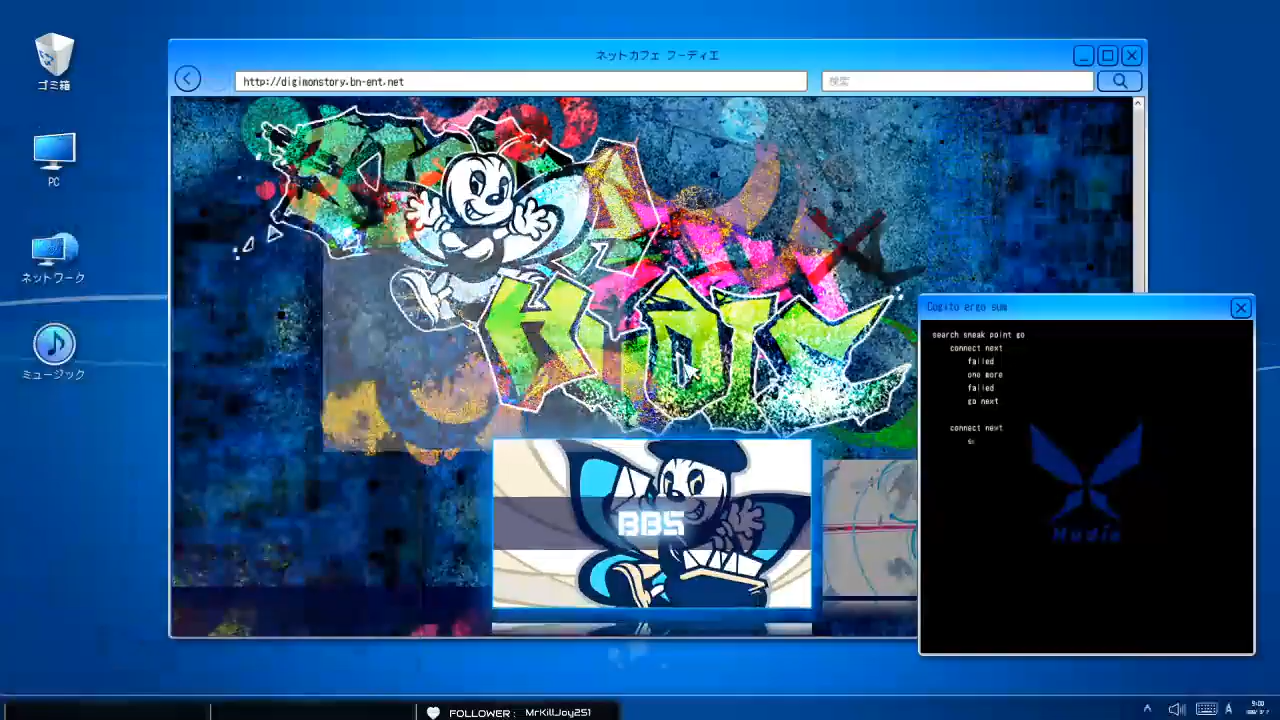 ゴミ箱
PC
ネットワーク
ミュージック
ネットカフェ フーディエ
http://digimonstory.bn-ent.net
検索
BBS
Cogito ergo sum
search sneak point go
connect next
failed
one more
failed
go next
connect next
FOLLOWER : MrKillJoy251
A
9:00